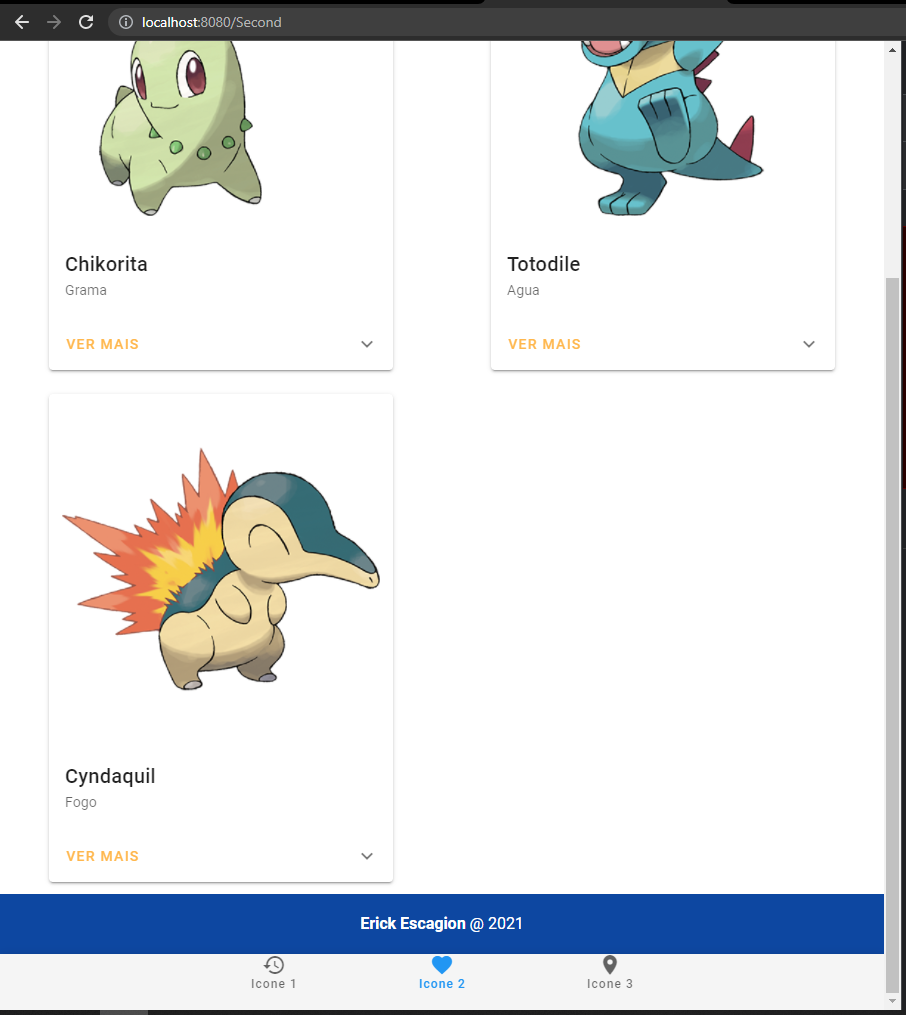 localhost:8080/Second
Chikorita
Grama
VER MAIS
Totodile
Agua
VER MAIS
Cyndaquil
Fogo
VER MAIS
Erick Escagion @ 2021
Icone 1
Icone 2
Icone 3